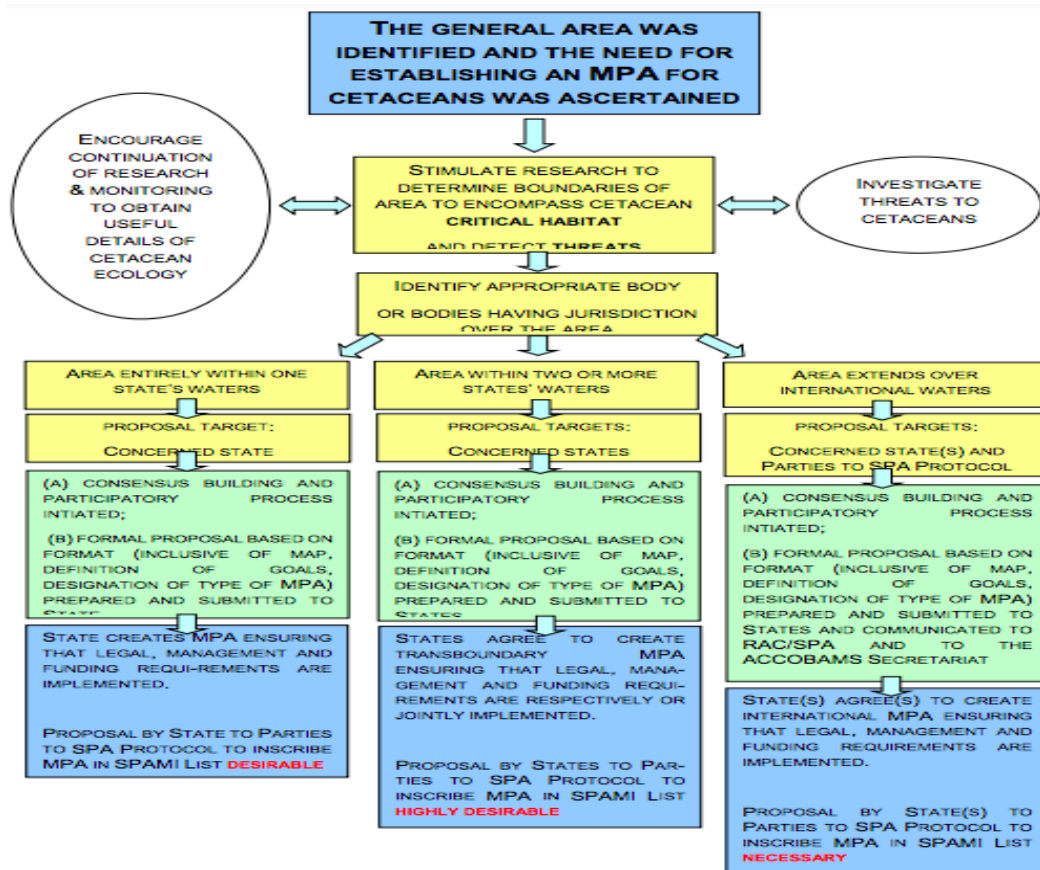 THE GENERAL AREA WAS
IDENTIFIED AND THE NEED FOR
ESTABLISHING AN MPA FOR
CETACEANS WAS ASCERTAINED
ENCOURAGE
CONTINUATION
OF RESEARCH
& MONITORING
TO OBTAIN
USEFUL
DETAILS OF
CETACEAN
ECOLOGY
STIMULATE RESEARCH TO
DETERMINE BOUNDARIES OF
AREA TO ENCOMPASS CETACEAN
CRITICAL HABITAT
AND DETECT THREATS
INVESTIGATE
THREATS TO
CETACEANS
IDENTIFY APPROPRIATE BODY
OR BODIES HAVING JURISDICTION
OVER THE AREA
AREA ENTIRELY WITHIN ONE
STATE'S WATERS
PROPOSAL TARGET:
CONCERNED STATE
(A) CONSENSUS BUILDING AND
PARTICIPATORY PROCESS
INTIATED;
(B) FORMAL PROPOSAL BASED ON
FORMAT (INCLUSIVE OF MAP,
DEFINITION OF GOALS,
DESIGNATION OF TYPE OF MPA)
PREPARED AND SUBMITTED TO
STATE
STATE CREATES MPA ENSURING
THAT LEGAL, MANAGEMENT AND
FUNDING REQUI-REMENTS ARE
IMPLEMENTED.
PROPOSAL BY STATE TO PARTIES
TO SPA PROTOCOL TO INSCRIBE
MPA IN SPAMI LIST DESIRABLE
AREA WITHIN TWO OR MORE
STATES' WATERS
PROPOSAL TARGETS:
CONCERNED STATES
(A) CONSENSUS BUILDING AND
PARTICIPATORY PROCESS
INTIATED;
(B) FORMAL PROPOSAL BASED ON
FORMAT (INCLUSIVE OF MAP,
DEFINITION OF GOALS,
DESIGNATION OF TYPE OF MPA)
PREPARED AND SUBMITTED TO
STATES
STATES AGREE TO CREATE
TRANSBOUNDARY MPA
ENSURING THAT LEGAL, MANA-
GEMENT AND FUNDING REQUI-
REMENTS ARE RESPECTIVELY OR
JOINTLY IMPLEMENTED.
PROPOSAL BY STATES TO PAR-
TIES TO SPA PROTOCOL TO
INSCRIBE MPA IN SPAMI LIST
HIGHLY DESIRABLE
AREA EXTENDS OVER
INTERNATIONAL WATERS
PROPOSAL TARGETS:
CONCERNED STATE(S) AND
PARTIES TO SPA PROTOCOL
(A) CONSENSUS BUILDING AND
PARTICIPATORY PROCESS
INTIATED;
(B) FORMAL PROPOSAL BASED ON
FORMAT (INCLUSIVE OF MAP,
DEFINITION OF GOALS,
DESIGNATION OF TYPE OF MPA)
PREPARED AND SUBMITTED TO
STATES AND COMMUNICATED TO
RAC/SPA AND TO THE
ACCOBAMS SECRETARIAT
STATE(S) AGREE(S) TO CREATE
INTERNATIONAL MPA ENSURING
THAT LEGAL, MANAGEMENT AND
FUNDING REQUIREMENTS ARE
IMPLEMENTED.
PROPOSAL BY STATE(S) TO
PARTIES TO SPA PROTOCOL TO
INSCRIBE MPA IN SPAMI LIST
NECESSARY